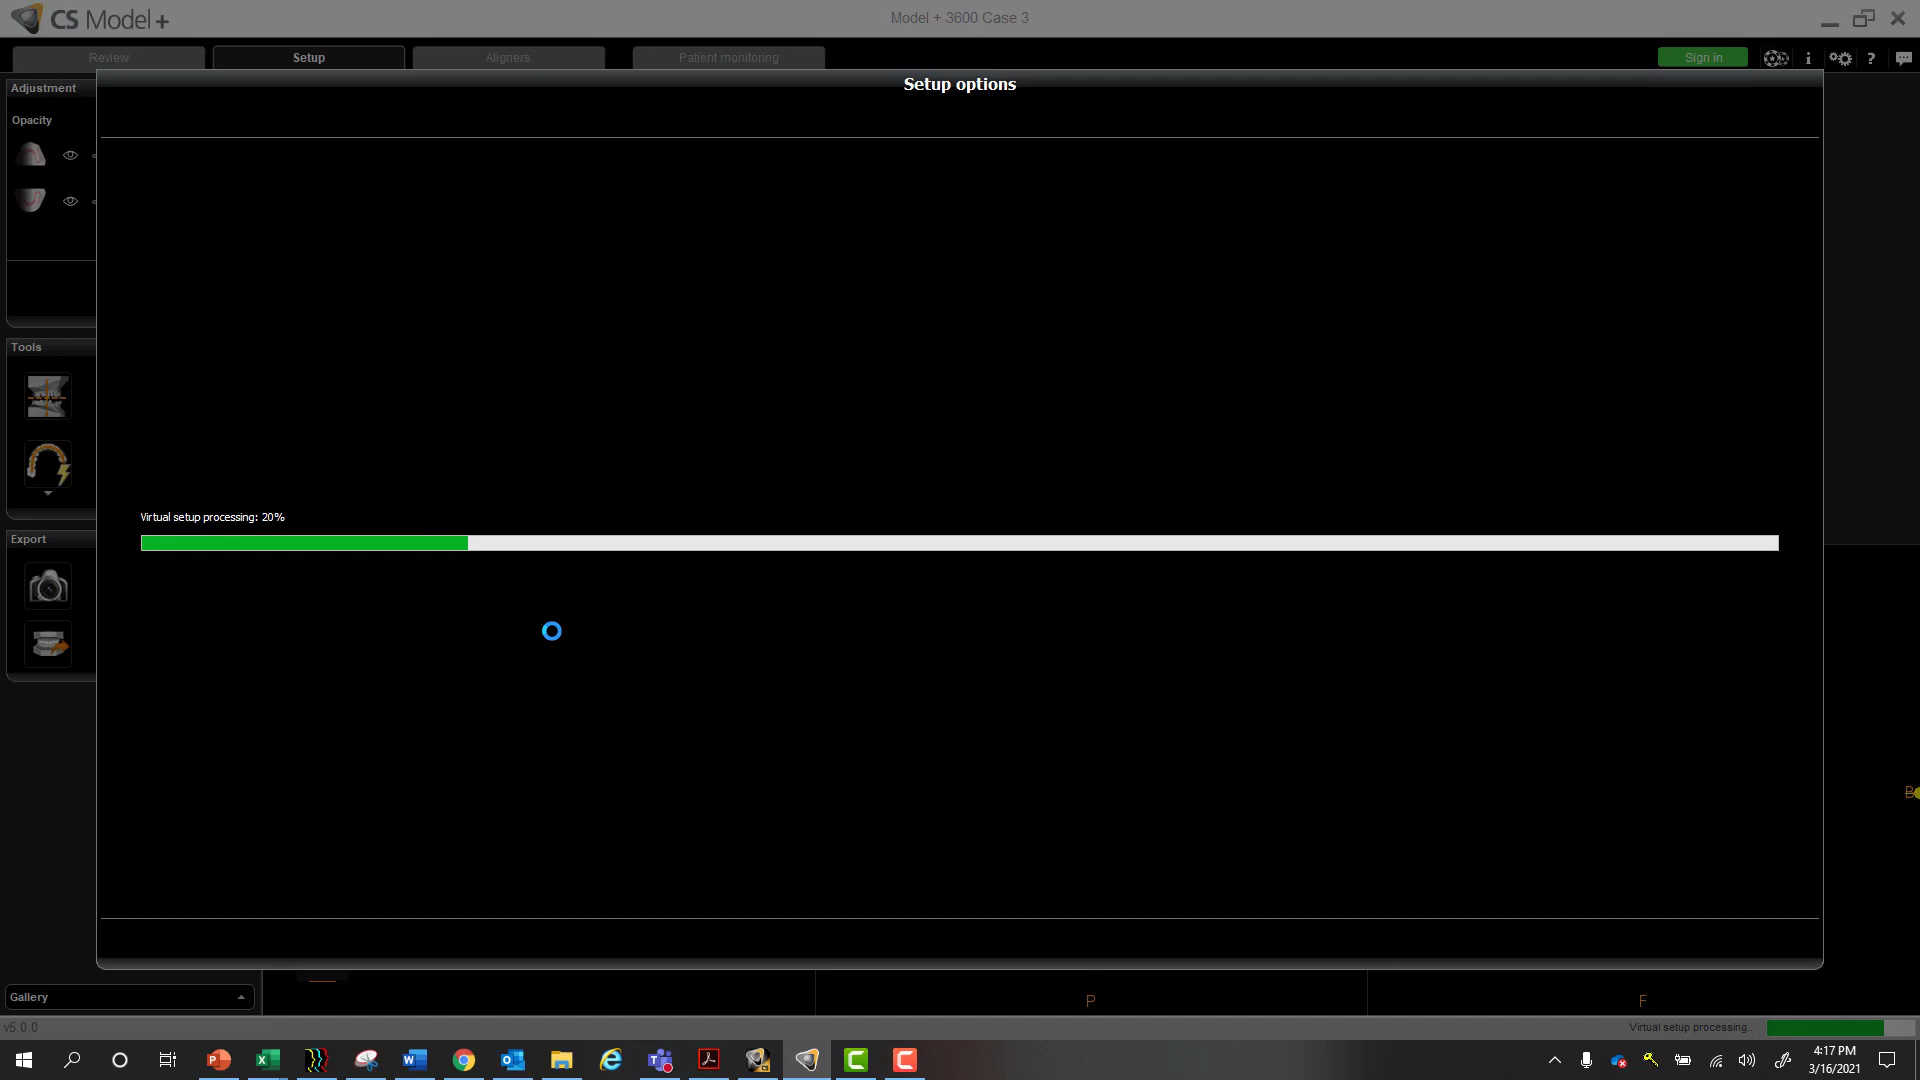 CS Model+
Model + 3600 Case 3
Review
Setup
Aligners
Patient monitoring
Sign in
Setup options
Adjustment
Opacity
Tools
Virtual setup processing: 20%
Export
B
Gallery
P
F
v5.0.0
Virtual setup processing..
4:17 PM
3/16/2021